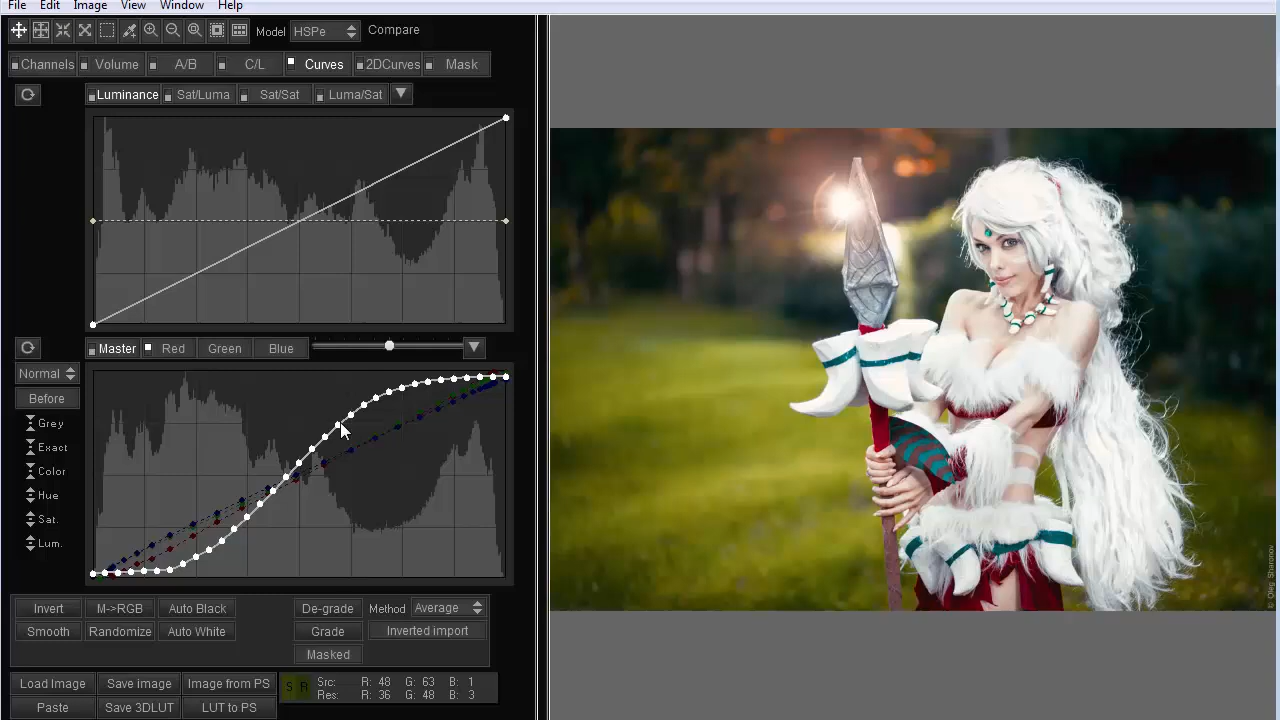 File Edit Image View Window Help
Model HSPe Compare
Channels Volume A/B C/L Curves 2DCurves Mask
Luminance Sat/Luma Sat/Sat Luma/Sat
Master Red Green Blue
Normal
Before
Grey
Exact
Color
Hue
Sat.
Lum.
Invert M->RGB Auto Black De-grade Method Average
Smooth Randomize Auto White Grade Inverted import
Masked
Load Image Save image Image from PS S R Src: R: 48 G: 63 B: 1
Res: R: 36 G: 48 B: 3
Paste Save 3DLUT LUT to PS
© Oleg Sharonov